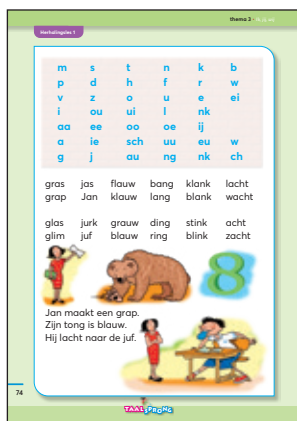 thema 3 -
Herhalingsles 1
m s t n k b
p d h f r w
v z o u e ei
i ou ui l nk
aa ee oo oe ij
a ie sch uu eu w
g j au ng nk ch
gras jas flauw bang klank lacht
grap Jan klauw lang blank wacht
glas jurk grauw ding stink acht
glim juf blauw ring blink zacht
8
Jan maakt een grap.
Zijn tong is blauw.
Hij lacht naar de juf.
74
TAALSPRONG